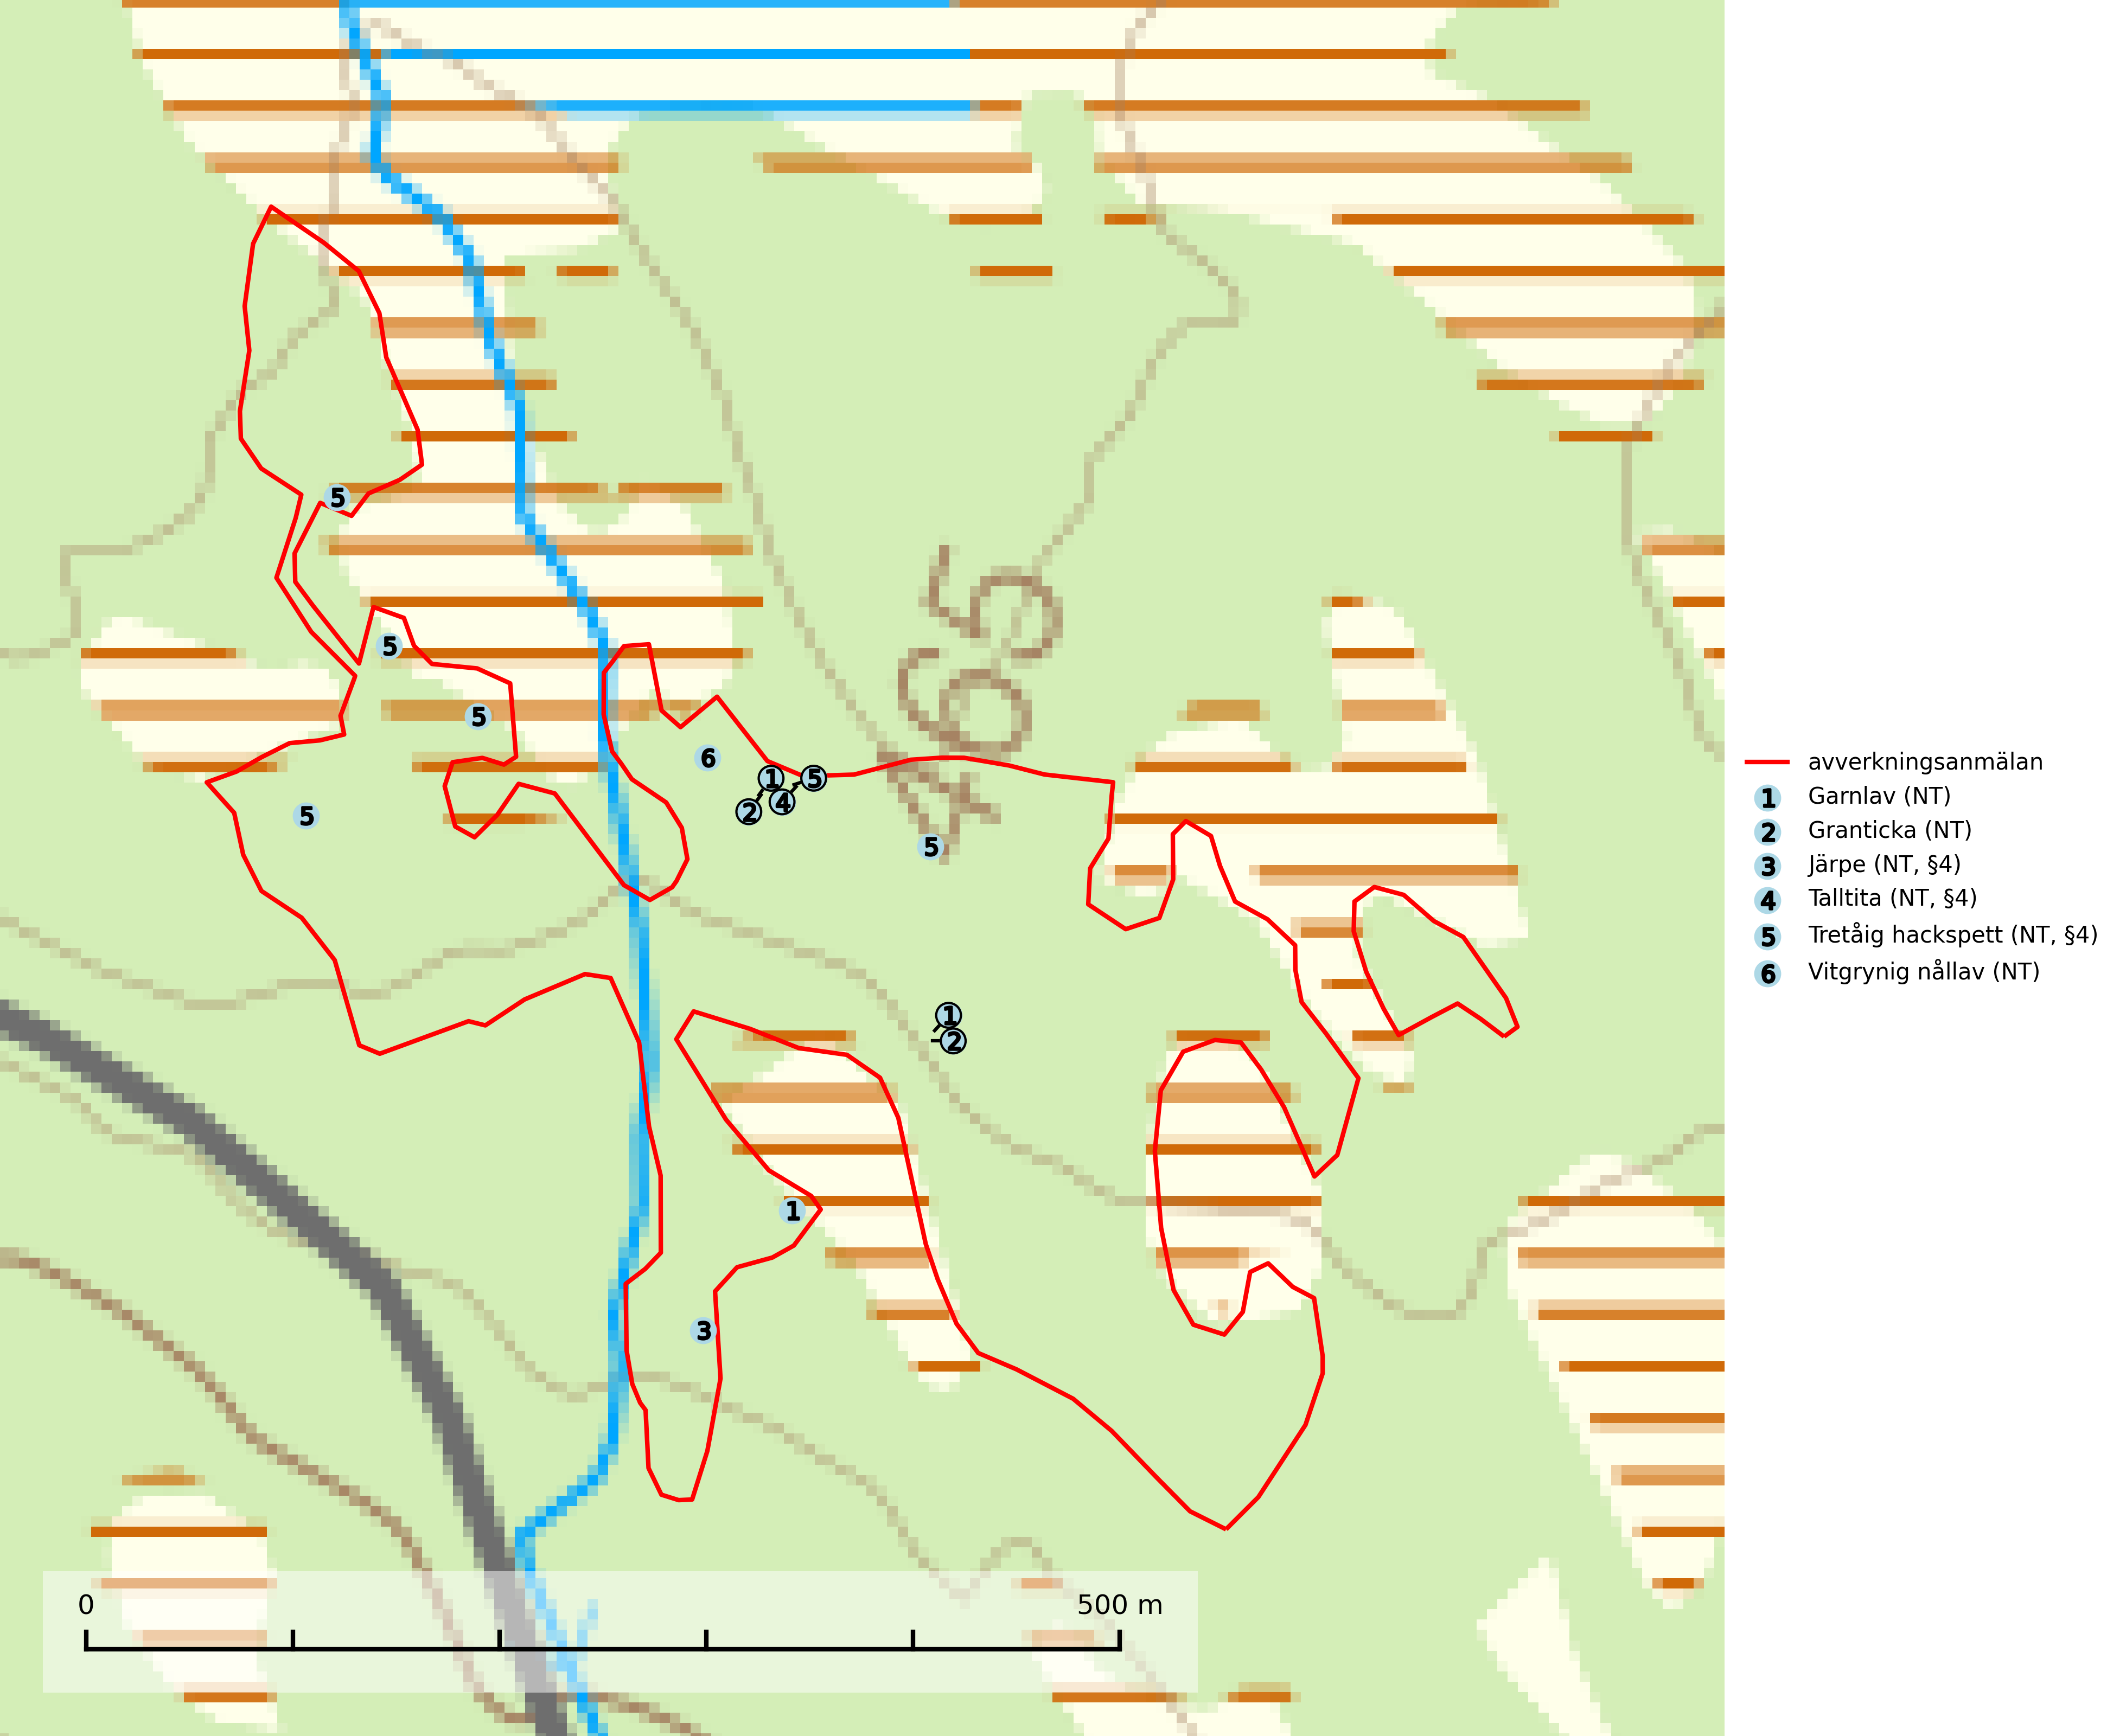 465
5
5
5
6
1
5
2
4
5
5
1
2
1
3
0
500 m
avverkningsanmälan
1 Garnlav (NT)
2 Granticka (NT)
3 Järpe (NT, §4)
4 Talltita (NT, §4)
5 Tretåig hackspett (NT, §4)
6 Vitgrynig nållav (NT)